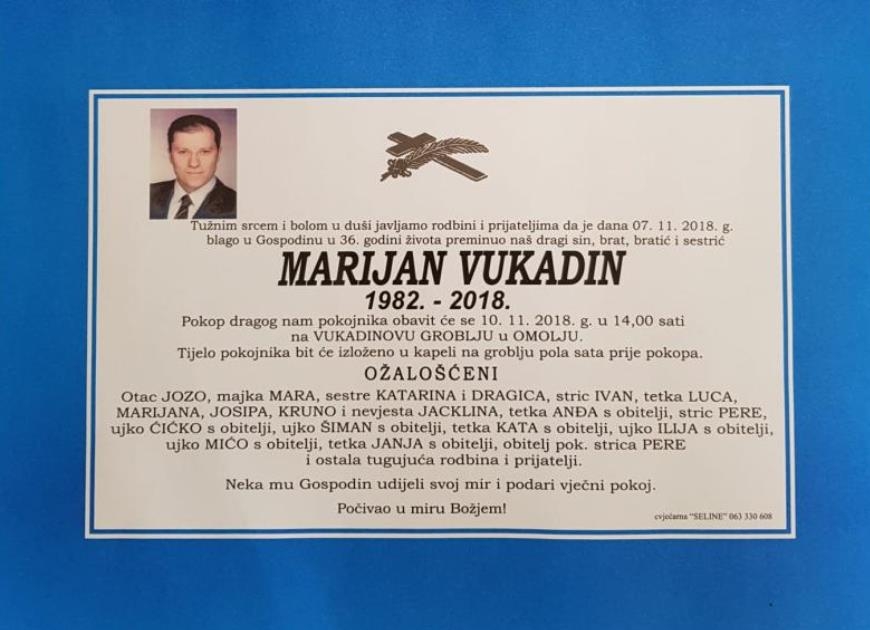 Tužnim srcem i bolom u duši javljamo rodbini i prijateljima da je dana 07. 11. 2018. g.
blago u Gospodinu u 36. godini života preminuo naš dragi sin, brat, bratić i sestrić
MARIJAN VUKADIN
1982. - 2018.
Pokop dragog nam pokojnika obavit će se 10. 11. 2018. g. u 14,00 sati
na VUKADINOVU GROBLJU u OMOLJU.
Tijelo pokojnika bit će izloženo u kapeli na groblju pola sata prije pokopa.
OŽALOŠĆENI
Otac JOZO, majka MARA, sestre KATARINA i DRAGICA, stric IVAN, tetka LUCA,
MARIJANA, JOSIPA, KRUNO i nevjesta JACKLINA, tetka ANĐA s obitelji, stric PERE,
ujko ĆIĆKO s obitelji, ujko ŠIMAN s obitelji, tetka KATA s obitelji, ujko ILIJA s obitelji,
ujko MIĆO s obitelji, tetka JANJA s obitelji, obitelj pok. strica PERE
i ostala tugujuća rodbina i prijatelji.
Neka mu Gospodin udijeli svoj mir i podari vječni pokoj.
Počivao u miru Božjem!
cvjećarna "SELINE" 063 330 608